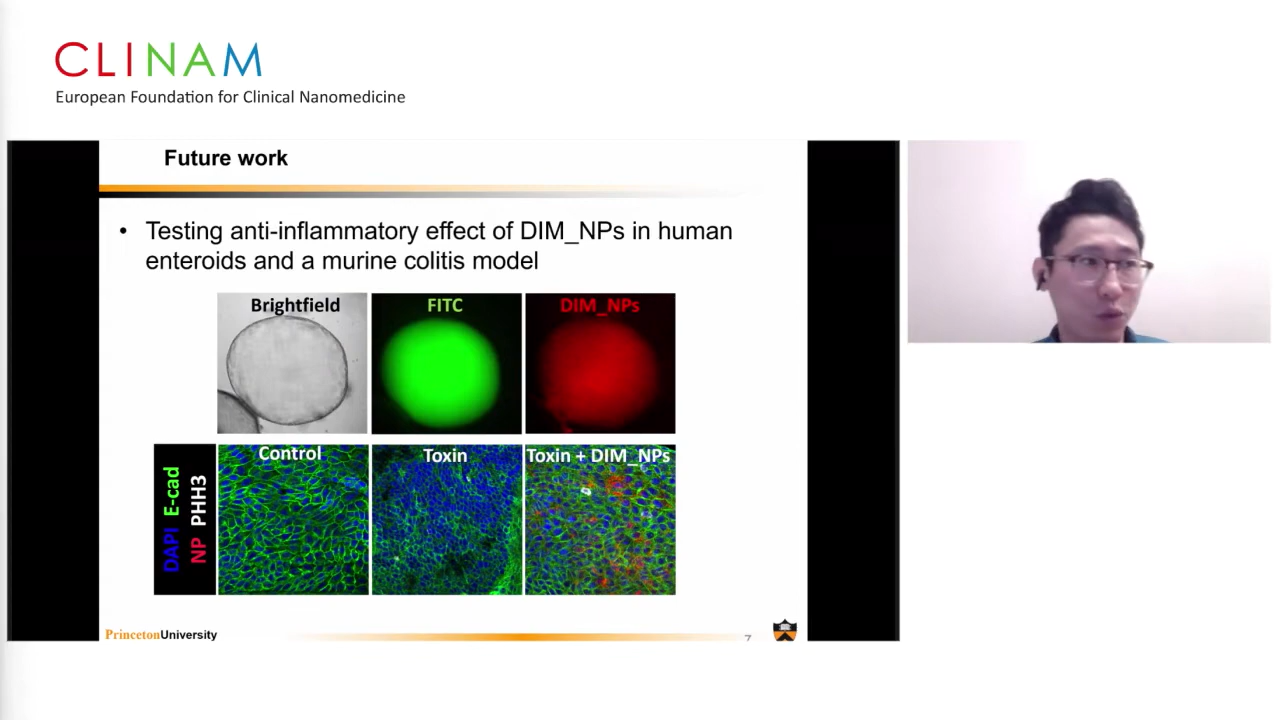 CLINAM
European Foundation for Clinical Nanomedicine
Future work
• Testing anti-inflammatory effect of DIM_NPs in human
enteroids and a murine colitis model
Brightfield
FITC
DIM_NPs
DAPI E-cad
NP PHH3
Control
Toxin
Toxin + DIM_NPs
PrincetonUniversity
7